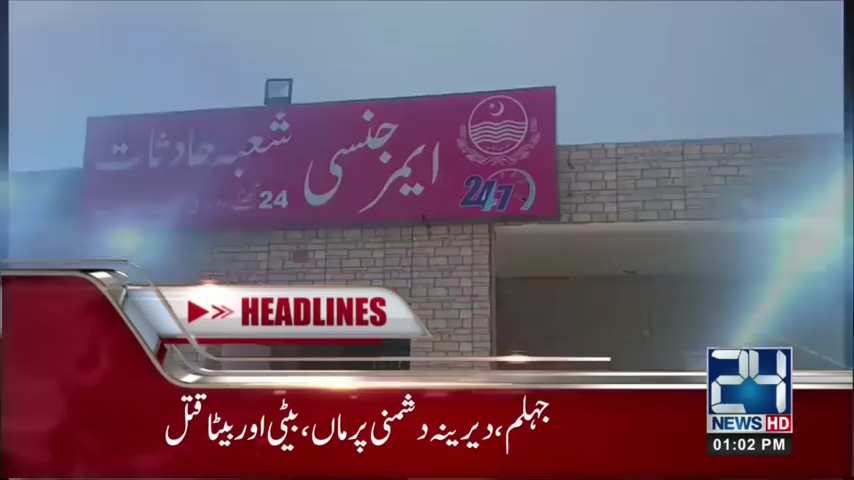 ایمرجنسی شعبہ حادثات
24
24/7
HEADLINES
جہلم، دیرینہ دشمنی پر ماں، بیٹی اور بیٹا قتل
24
NEWS HD
01:02 PM